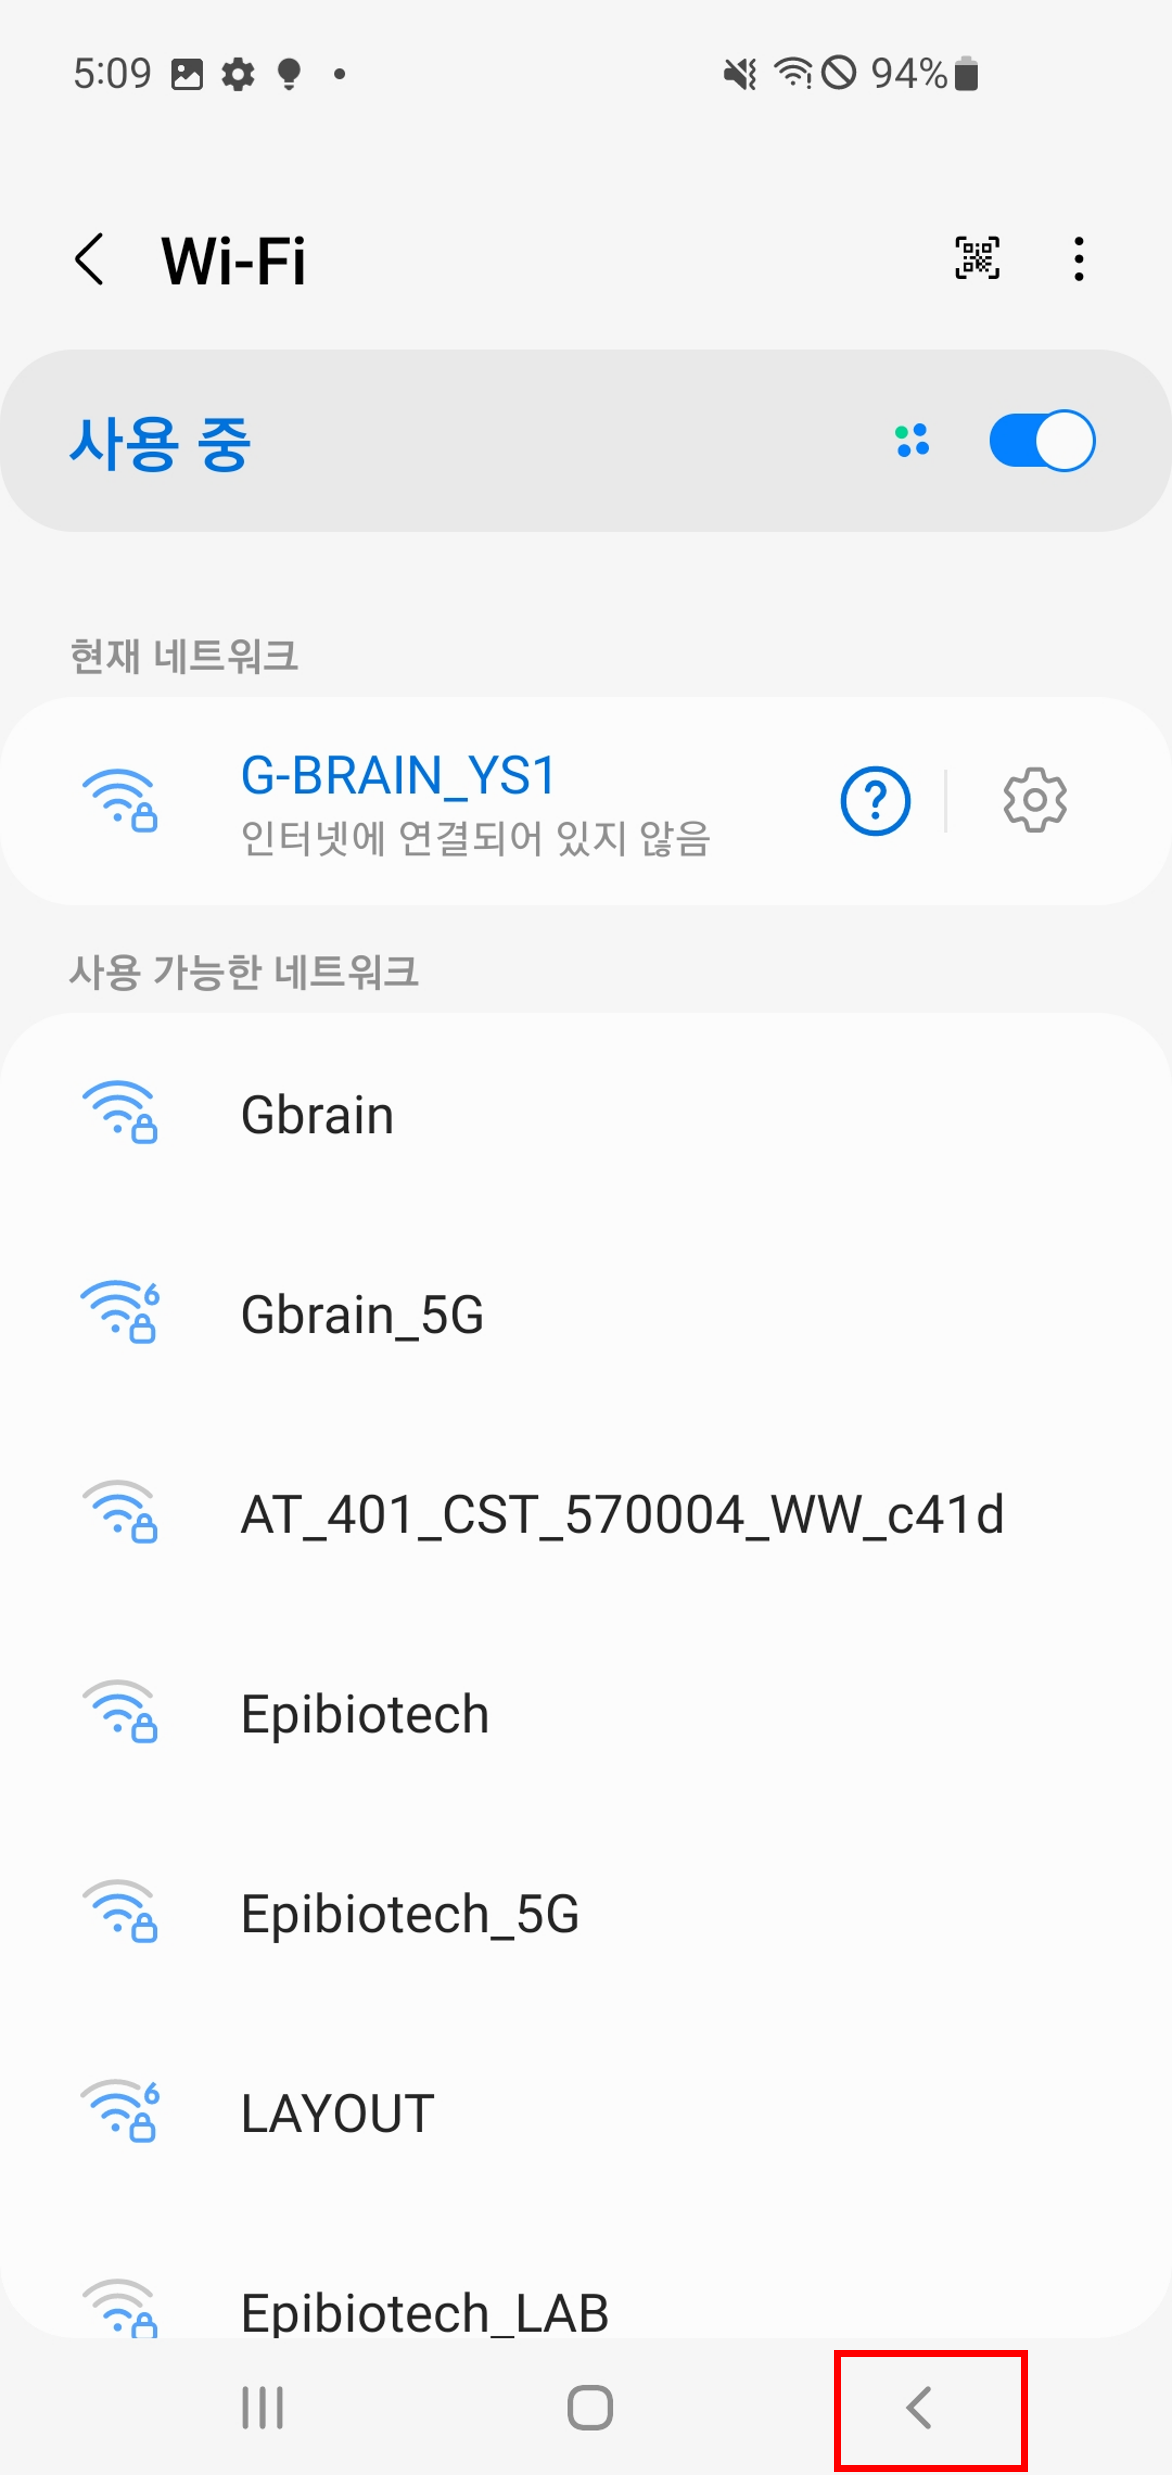 5:09 94%
Wi-Fi
사용 중
현재 네트워크
G-BRAIN_YS1
인터넷에 연결되어 있지 않음
사용 가능한 네트워크
Gbrain
Gbrain_5G
AT_401_CST_570004_WW_c41d
Epibiotech
Epibiotech_5G
LAYOUT
Epibiotech_LAB